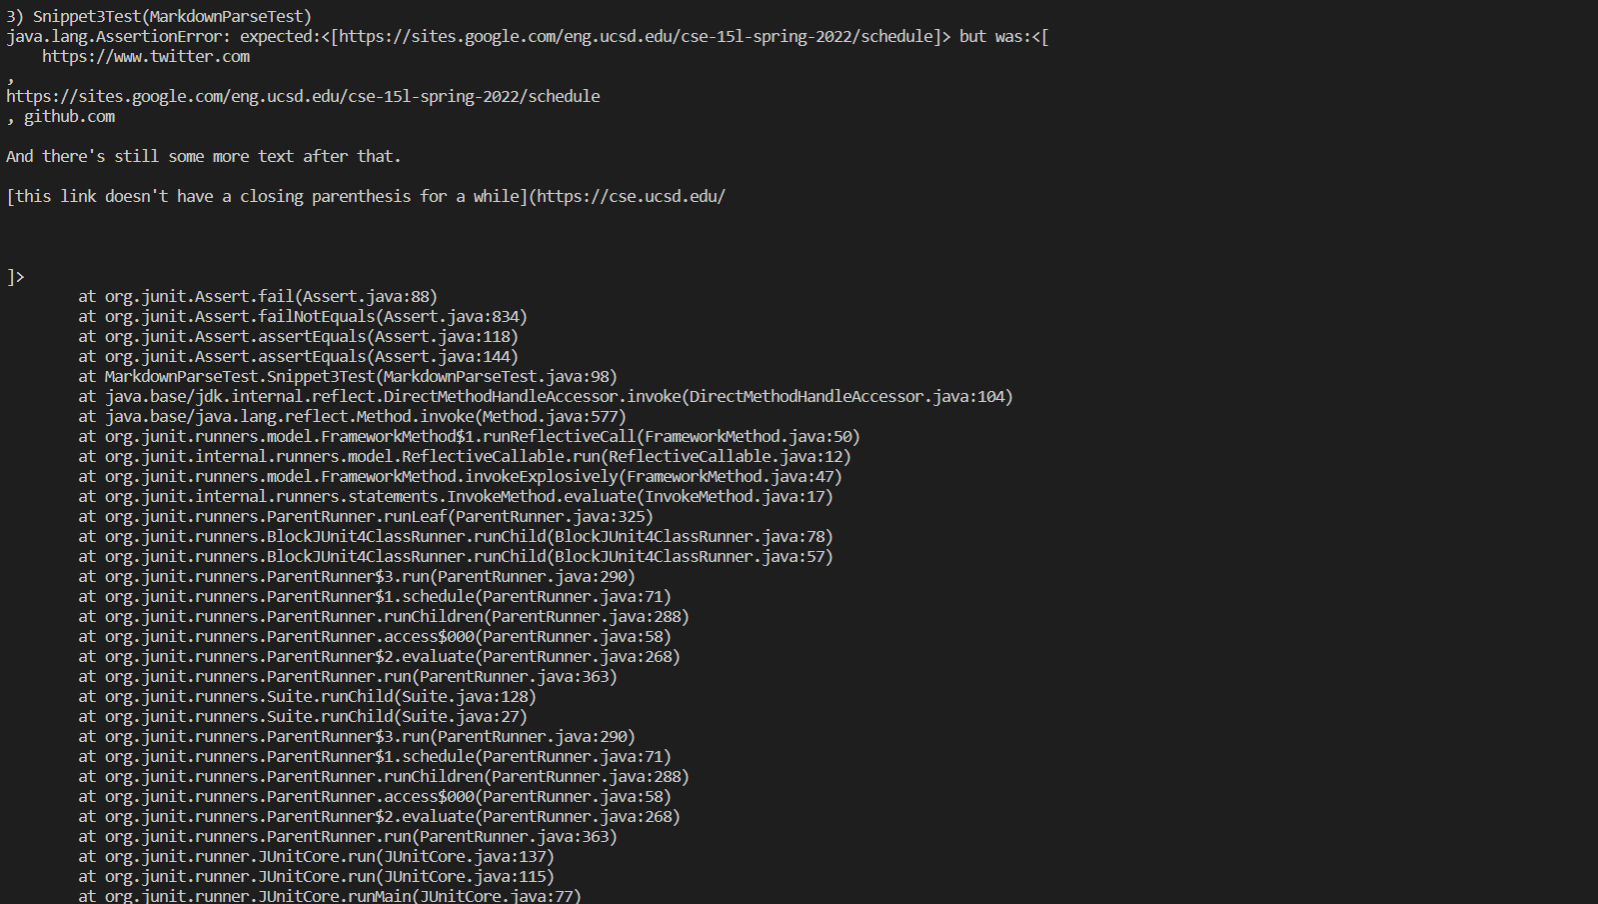 3) Snippet3Test(MarkdownParseTest)
java.lang.AssertionError: expected:<[https://sites.google.com/eng.ucsd.edu/cse-15l-spring-2022/schedule]> but was:<[
    https://www.twitter.com
,
https://sites.google.com/eng.ucsd.edu/cse-15l-spring-2022/schedule
, github.com

And there's still some more text after that.

[this link doesn't have a closing parenthesis for a while](https://cse.ucsd.edu/



]>
        at org.junit.Assert.fail(Assert.java:88)
        at org.junit.Assert.failNotEquals(Assert.java:834)
        at org.junit.Assert.assertEquals(Assert.java:118)
        at org.junit.Assert.assertEquals(Assert.java:144)
        at MarkdownParseTest.Snippet3Test(MarkdownParseTest.java:98)
        at java.base/jdk.internal.reflect.DirectMethodHandleAccessor.invoke(DirectMethodHandleAccessor.java:104)
        at java.base/java.lang.reflect.Method.invoke(Method.java:577)
        at org.junit.runners.model.FrameworkMethod$1.runReflectiveCall(FrameworkMethod.java:50)
        at org.junit.internal.runners.model.ReflectiveCallable.run(ReflectiveCallable.java:12)
        at org.junit.runners.model.FrameworkMethod.invokeExplosively(FrameworkMethod.java:47)
        at org.junit.internal.runners.statements.InvokeMethod.evaluate(InvokeMethod.java:17)
        at org.junit.runners.ParentRunner.runLeaf(ParentRunner.java:325)
        at org.junit.runners.BlockJUnit4ClassRunner.runChild(BlockJUnit4ClassRunner.java:78)
        at org.junit.runners.BlockJUnit4ClassRunner.runChild(BlockJUnit4ClassRunner.java:57)
        at org.junit.runners.ParentRunner$3.run(ParentRunner.java:290)
        at org.junit.runners.ParentRunner$1.schedule(ParentRunner.java:71)
        at org.junit.runners.ParentRunner.runChildren(ParentRunner.java:288)
        at org.junit.runners.ParentRunner.access$000(ParentRunner.java:58)
        at org.junit.runners.ParentRunner$2.evaluate(ParentRunner.java:268)
        at org.junit.runners.ParentRunner.run(ParentRunner.java:363)
        at org.junit.runners.Suite.runChild(Suite.java:128)
        at org.junit.runners.Suite.runChild(Suite.java:27)
        at org.junit.runners.ParentRunner$3.run(ParentRunner.java:290)
        at org.junit.runners.ParentRunner$1.schedule(ParentRunner.java:71)
        at org.junit.runners.ParentRunner.runChildren(ParentRunner.java:288)
        at org.junit.runners.ParentRunner.access$000(ParentRunner.java:58)
        at org.junit.runners.ParentRunner$2.evaluate(ParentRunner.java:268)
        at org.junit.runners.ParentRunner.run(ParentRunner.java:363)
        at org.junit.runner.JUnitCore.run(JUnitCore.java:137)
        at org.junit.runner.JUnitCore.run(JUnitCore.java:115)
        at org.junit.runner.JUnitCore.runMain(JUnitCore.java:77)